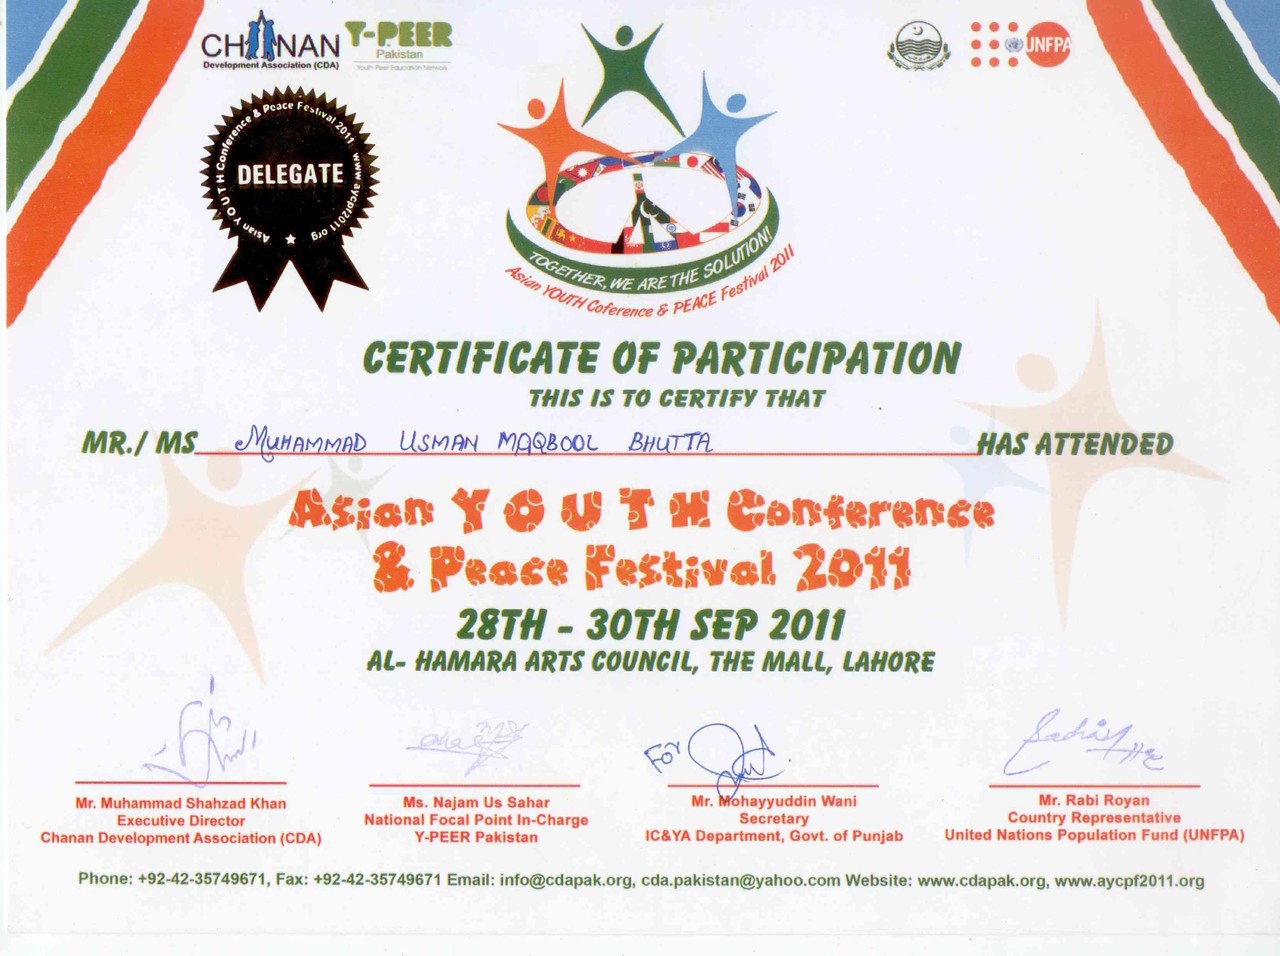 CHANAN
Development Association (CDA)
Y-PEER
Pakistan
Youth Peer Education Network
UNFPA
Asian YOUTH Conference & Peace Festival 2011 www.aycpf2011.org
DELEGATE
TOGETHER, WE ARE THE SOLUTION!
Asian YOUTH Coference & PEACE Festival 2011
CERTIFICATE OF PARTICIPATION
THIS IS TO CERTIFY THAT
MR./ MS MUHAMMAD USMAN MAQBOOL BHUTTA HAS ATTENDED
Asian YOUTH Conference
& Peace Festival 2011
28TH - 30TH SEP 2011
AL- HAMARA ARTS COUNCIL, THE MALL, LAHORE
For
Mr. Muhammad Shahzad Khan
Executive Director
Chanan Development Association (CDA)
Ms. Najam Us Sahar
National Focal Point In-Charge
Y-PEER Pakistan
Mr. Mohayyuddin Wani
Secretary
IC&YA Department, Govt. of Punjab
Mr. Rabi Royan
Country Representative
United Nations Population Fund (UNFPA)
Phone: +92-42-35749671, Fax: +92-42-35749671 Email: info@cdapak.org, cda.pakistan@yahoo.com Website: www.cdapak.org, www.aycpf2011.org